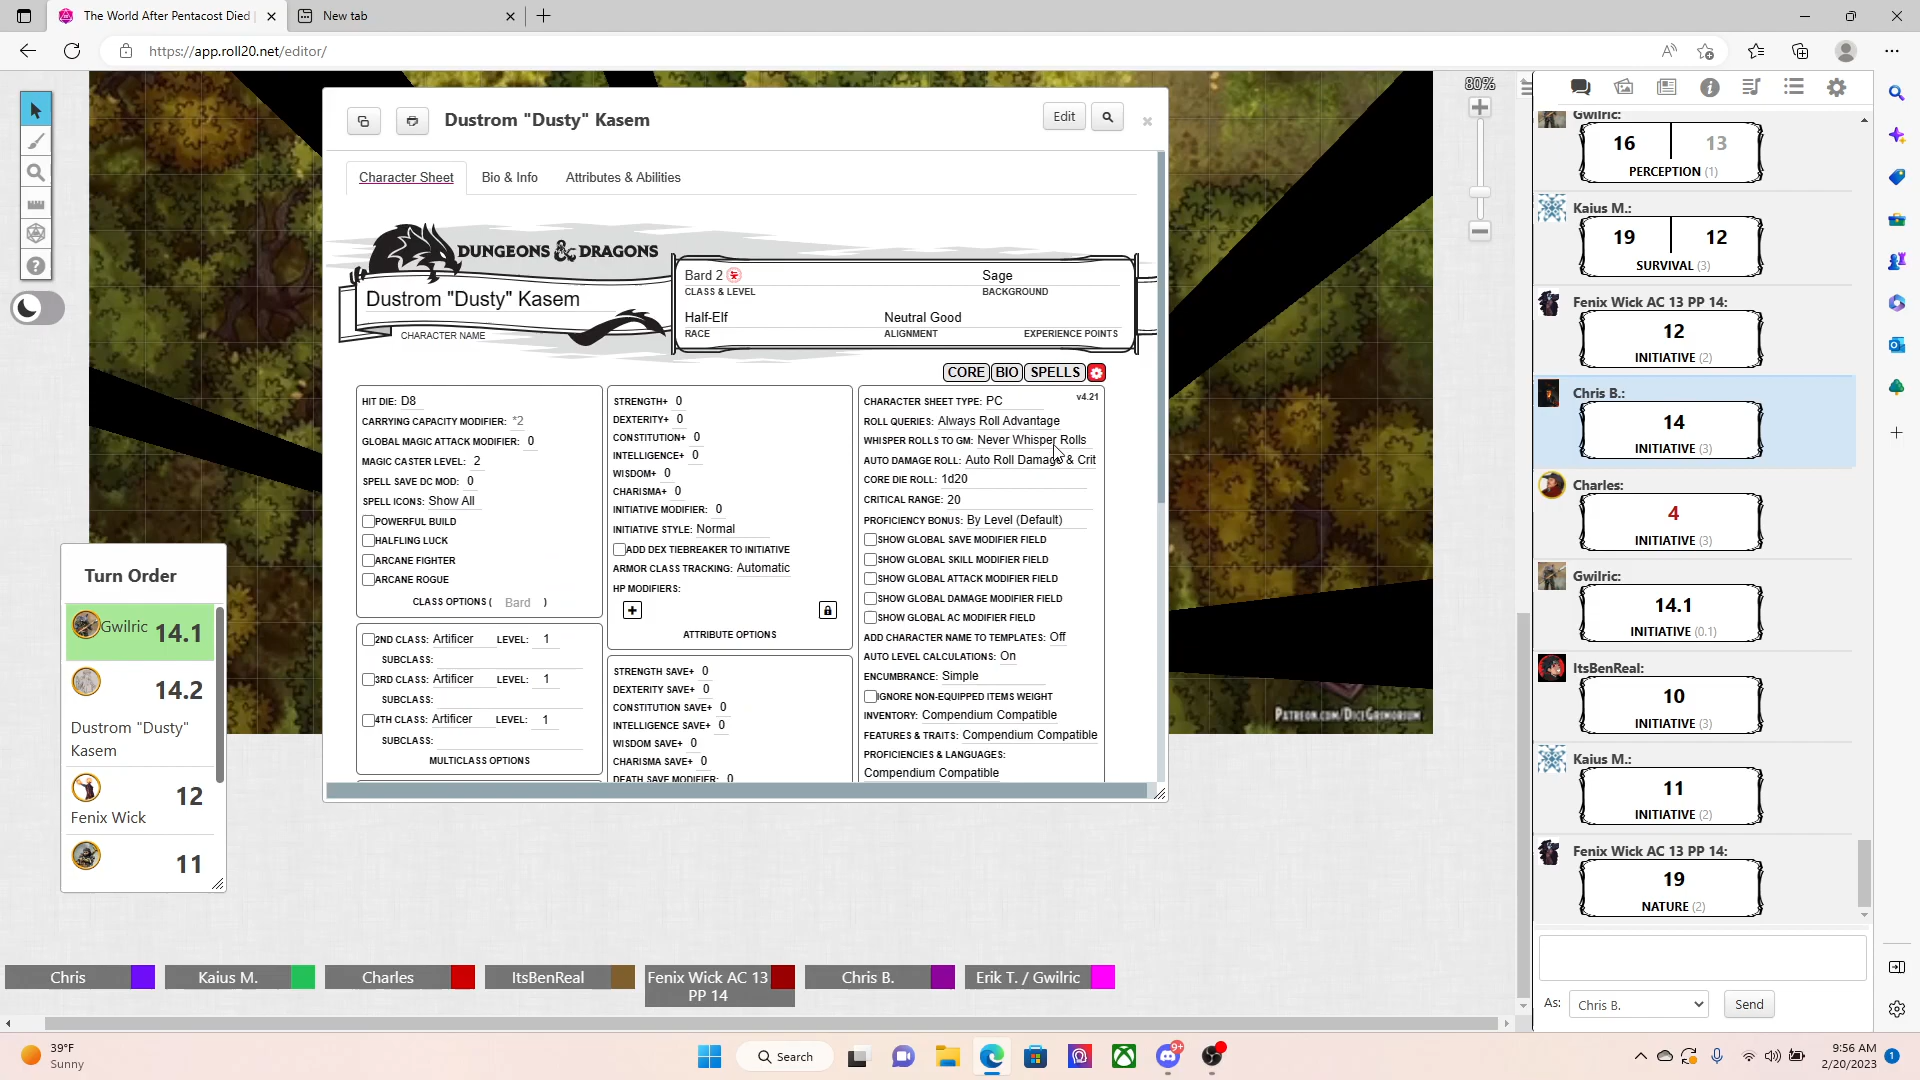 The World After Pentacost Died
New tab
https://app.roll20.net/editor/
80%
Dustrom "Dusty" Kasem
Edit
Character Sheet
Bio & Info
Attributes & Abilities
DUNGEONS & DRAGONS
Dustrom "Dusty" Kasem
CHARACTER NAME
Bard 2
Sage
CLASS & LEVEL
BACKGROUND
Half-Elf
Neutral Good
RACE
ALIGNMENT
EXPERIENCE POINTS
CORE
BIO
SPELLS
HIT DIE: D8
CARRYING CAPACITY MODIFIER: *2
GLOBAL MAGIC ATTACK MODIFIER: 0
MAGIC CASTER LEVEL: 2
SPELL SAVE DC MOD: 0
SPELL ICONS: Show All
POWERFUL BUILD
HALFLING LUCK
ARCANE FIGHTER
ARCANE ROGUE
CLASS OPTIONS ( Bard )
2ND CLASS: Artificer LEVEL: 1
SUBCLASS:
3RD CLASS: Artificer LEVEL: 1
SUBCLASS:
4TH CLASS: Artificer LEVEL: 1
SUBCLASS:
MULTICLASS OPTIONS
STRENGTH+ 0
DEXTERITY+ 0
CONSTITUTION+ 0
INTELLIGENCE+ 0
WISDOM+ 0
CHARISMA+ 0
INITIATIVE MODIFIER: 0
INITIATIVE STYLE: Normal
ADD DEX TIEBREAKER TO INITIATIVE
ARMOR CLASS TRACKING: Automatic
HP MODIFIERS:
ATTRIBUTE OPTIONS
STRENGTH SAVE+ 0
DEXTERITY SAVE+ 0
CONSTITUTION SAVE+ 0
INTELLIGENCE SAVE+ 0
WISDOM SAVE+ 0
CHARISMA SAVE+ 0
DEATH SAVE MODIFIER: 0
CHARACTER SHEET TYPE: PC
v4.21
ROLL QUERIES: Always Roll Advantage
WHISPER ROLLS TO GM: Never Whisper Rolls
AUTO DAMAGE ROLL: Auto Roll Damage & Crit
CORE DIE ROLL: 1d20
CRITICAL RANGE: 20
PROFICIENCY BONUS: By Level (Default)
SHOW GLOBAL SAVE MODIFIER FIELD
SHOW GLOBAL SKILL MODIFIER FIELD
SHOW GLOBAL ATTACK MODIFIER FIELD
SHOW GLOBAL DAMAGE MODIFIER FIELD
SHOW GLOBAL AC MODIFIER FIELD
ADD CHARACTER NAME TO TEMPLATES: Off
AUTO LEVEL CALCULATIONS: On
ENCUMBRANCE: Simple
IGNORE NON-EQUIPPED ITEMS WEIGHT
INVENTORY: Compendium Compatible
FEATURES & TRAITS: Compendium Compatible
PROFICIENCIES & LANGUAGES:
Compendium Compatible
PATREON.COM/DICEGRIMORIUM
Turn Order
Gwilric 14.1
14.2
Dustrom "Dusty"
Kasem
12
Fenix Wick
11
Gwilric:
16 13
PERCEPTION (1)
Kaius M.:
19 12
SURVIVAL (3)
Fenix Wick AC 13 PP 14:
12
INITIATIVE (2)
Chris B.:
14
INITIATIVE (3)
Charles:
4
INITIATIVE (3)
Gwilric:
14.1
INITIATIVE (0.1)
ItsBenReal:
10
INITIATIVE (3)
Kaius M.:
11
INITIATIVE (2)
Fenix Wick AC 13 PP 14:
19
NATURE (2)
As: Chris B.
Send
Chris
Kaius M.
Charles
ItsBenReal
Fenix Wick AC 13
PP 14
Chris B.
Erik T. / Gwilric
39°F
Sunny
Search
9+
9:56 AM
2/20/2023
1